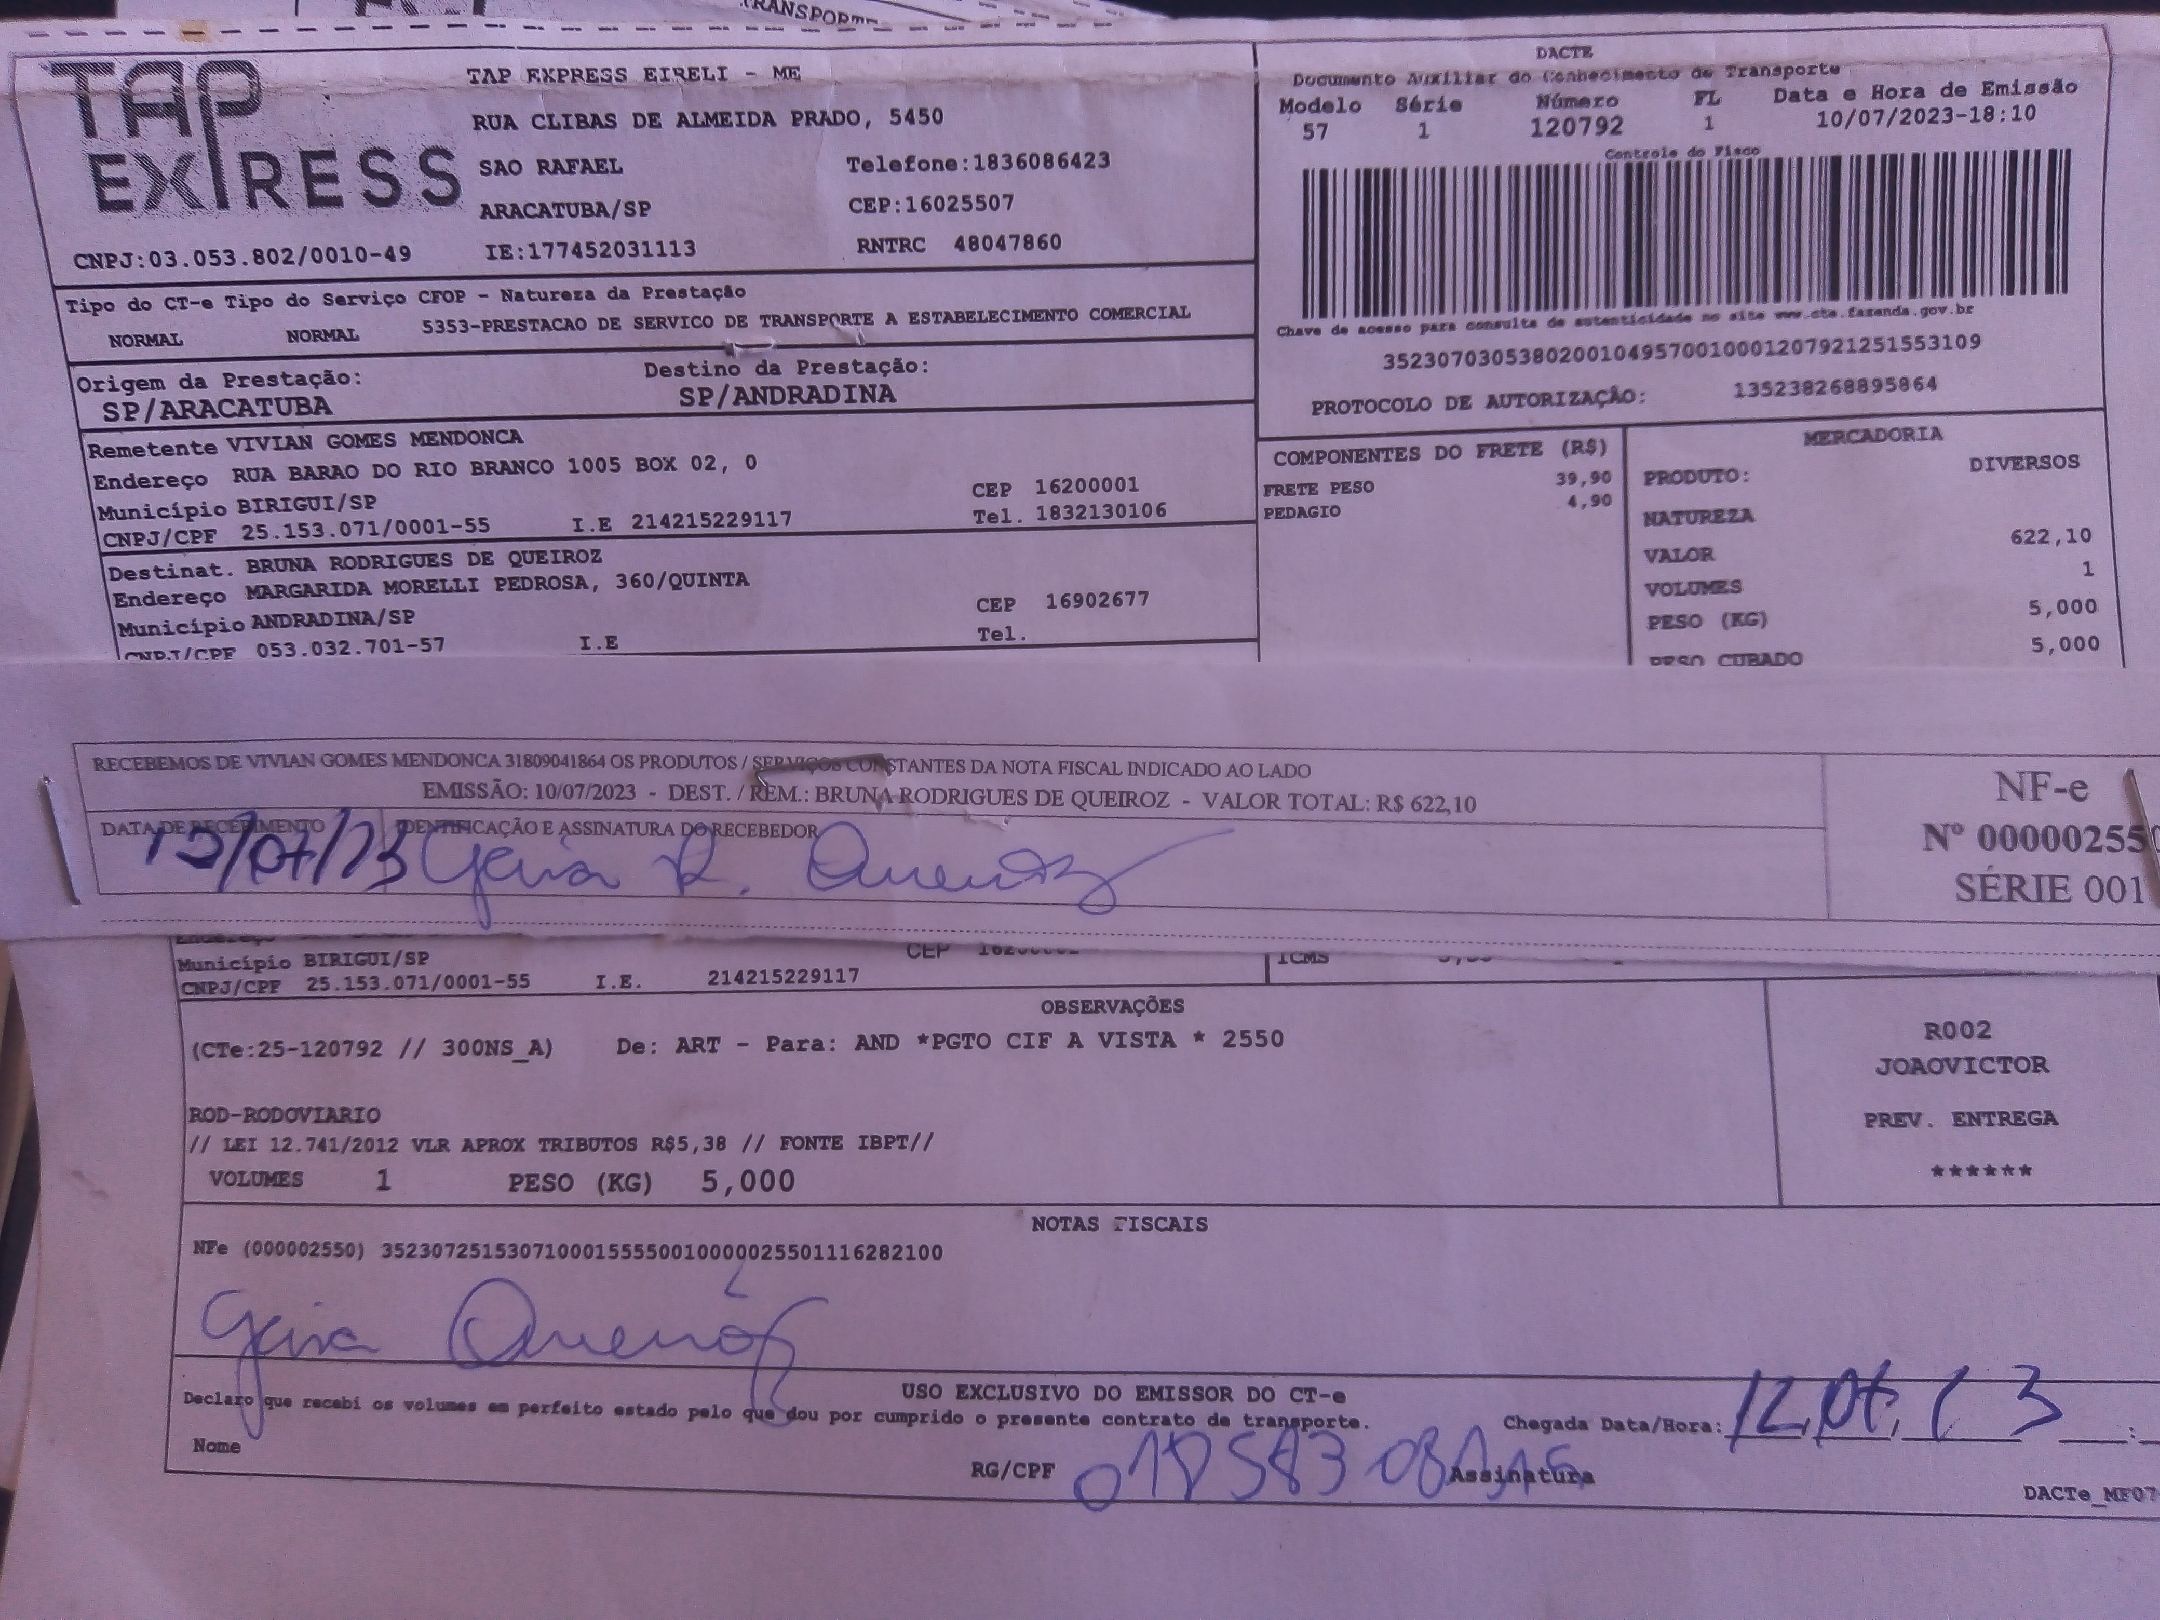 TRANSPORTE
TAP EXPRESS
TAP EXPRESS EIRELI - ME
RUA CLIBAS DE ALMEIDA PRADO, 5450
SAO RAFAEL Telefone:1836086423
ARACATUBA/SP CEP:16025507
CNPJ:03.053.802/0010-49 IE:177452031113 RNTRC 48047860
DACTE
Documento Auxiliar do Conhecimento de Transporte
Modelo Série Número FL Data e Hora de Emissão
57 1 120792 1 10/07/2023-18:10
Controle do Fisco
Chave de acesso para consulta de autenticidade no site www.cte.fazenda.gov.br
35230703053802001049570010001207921251553109
PROTOCOLO DE AUTORIZAÇÃO: 135238268895864
Tipo do CT-e Tipo do Serviço CFOP - Natureza da Prestação
NORMAL NORMAL 5353-PRESTACAO DE SERVICO DE TRANSPORTE A ESTABELECIMENTO COMERCIAL
Origem da Prestação: Destino da Prestação:
SP/ARACATUBA SP/ANDRADINA
Remetente VIVIAN GOMES MENDONCA
Endereço RUA BARAO DO RIO BRANCO 1005 BOX 02, 0
Município BIRIGUI/SP CEP 16200001
CNPJ/CPF 25.153.071/0001-55 I.E 214215229117 Tel. 1832130106
Destinat. BRUNA RODRIGUES DE QUEIROZ
Endereço MARGARIDA MORELLI PEDROSA, 360/QUINTA
Município ANDRADINA/SP CEP 16902677
CNPJ/CPF 053.032.701-57 I.E Tel.
COMPONENTES DO FRETE (R$)
FRETE PESO 39,90
PEDAGIO 4,90
MERCADORIA
PRODUTO: DIVERSOS
NATUREZA
VALOR 622,10
VOLUMES 1
PESO (KG) 5,000
PESO CUBADO 5,000
RECEBEMOS DE VIVIAN GOMES MENDONCA 31809041864 OS PRODUTOS / SERVIÇOS CONSTANTES DA NOTA FISCAL INDICADO AO LADO
EMISSÃO: 10/07/2023 - DEST. / REM.: BRUNA RODRIGUES DE QUEIROZ - VALOR TOTAL: R$ 622,10
DATA DE RECEBIMENTO IDENTIFICAÇÃO E ASSINATURA DO RECEBEDOR
Queiroz
NF-e
Nº 000002550
SÉRIE 001
Município BIRIGUI/SP CEP
ICMS
CNPJ/CPF 25.153.071/0001-55 I.E. 214215229117
OBSERVAÇÕES
(CTe:25-120792 // 300NS_A) De: ART - Para: AND *PGTO CIF A VISTA * 2550
ROD-RODOVIARIO
// LEI 12.741/2012 VLR APROX TRIBUTOS R$5,38 // FONTE IBPT//
VOLUMES 1 PESO (KG) 5,000
R002
JOAOVICTOR
PREV. ENTREGA
******
NOTAS FISCAIS
NFe (000002550) 35230725153071000155550010000025501116282100
Queiroz
USO EXCLUSIVO DO EMISSOR DO CT-e
Declaro que recebi os volumes em perfeito estado pelo que dou por cumprido o presente contrato de transporte.
Chegada Data/Hora:
Nome
RG/CPF Assinatura
DACTe_MF07